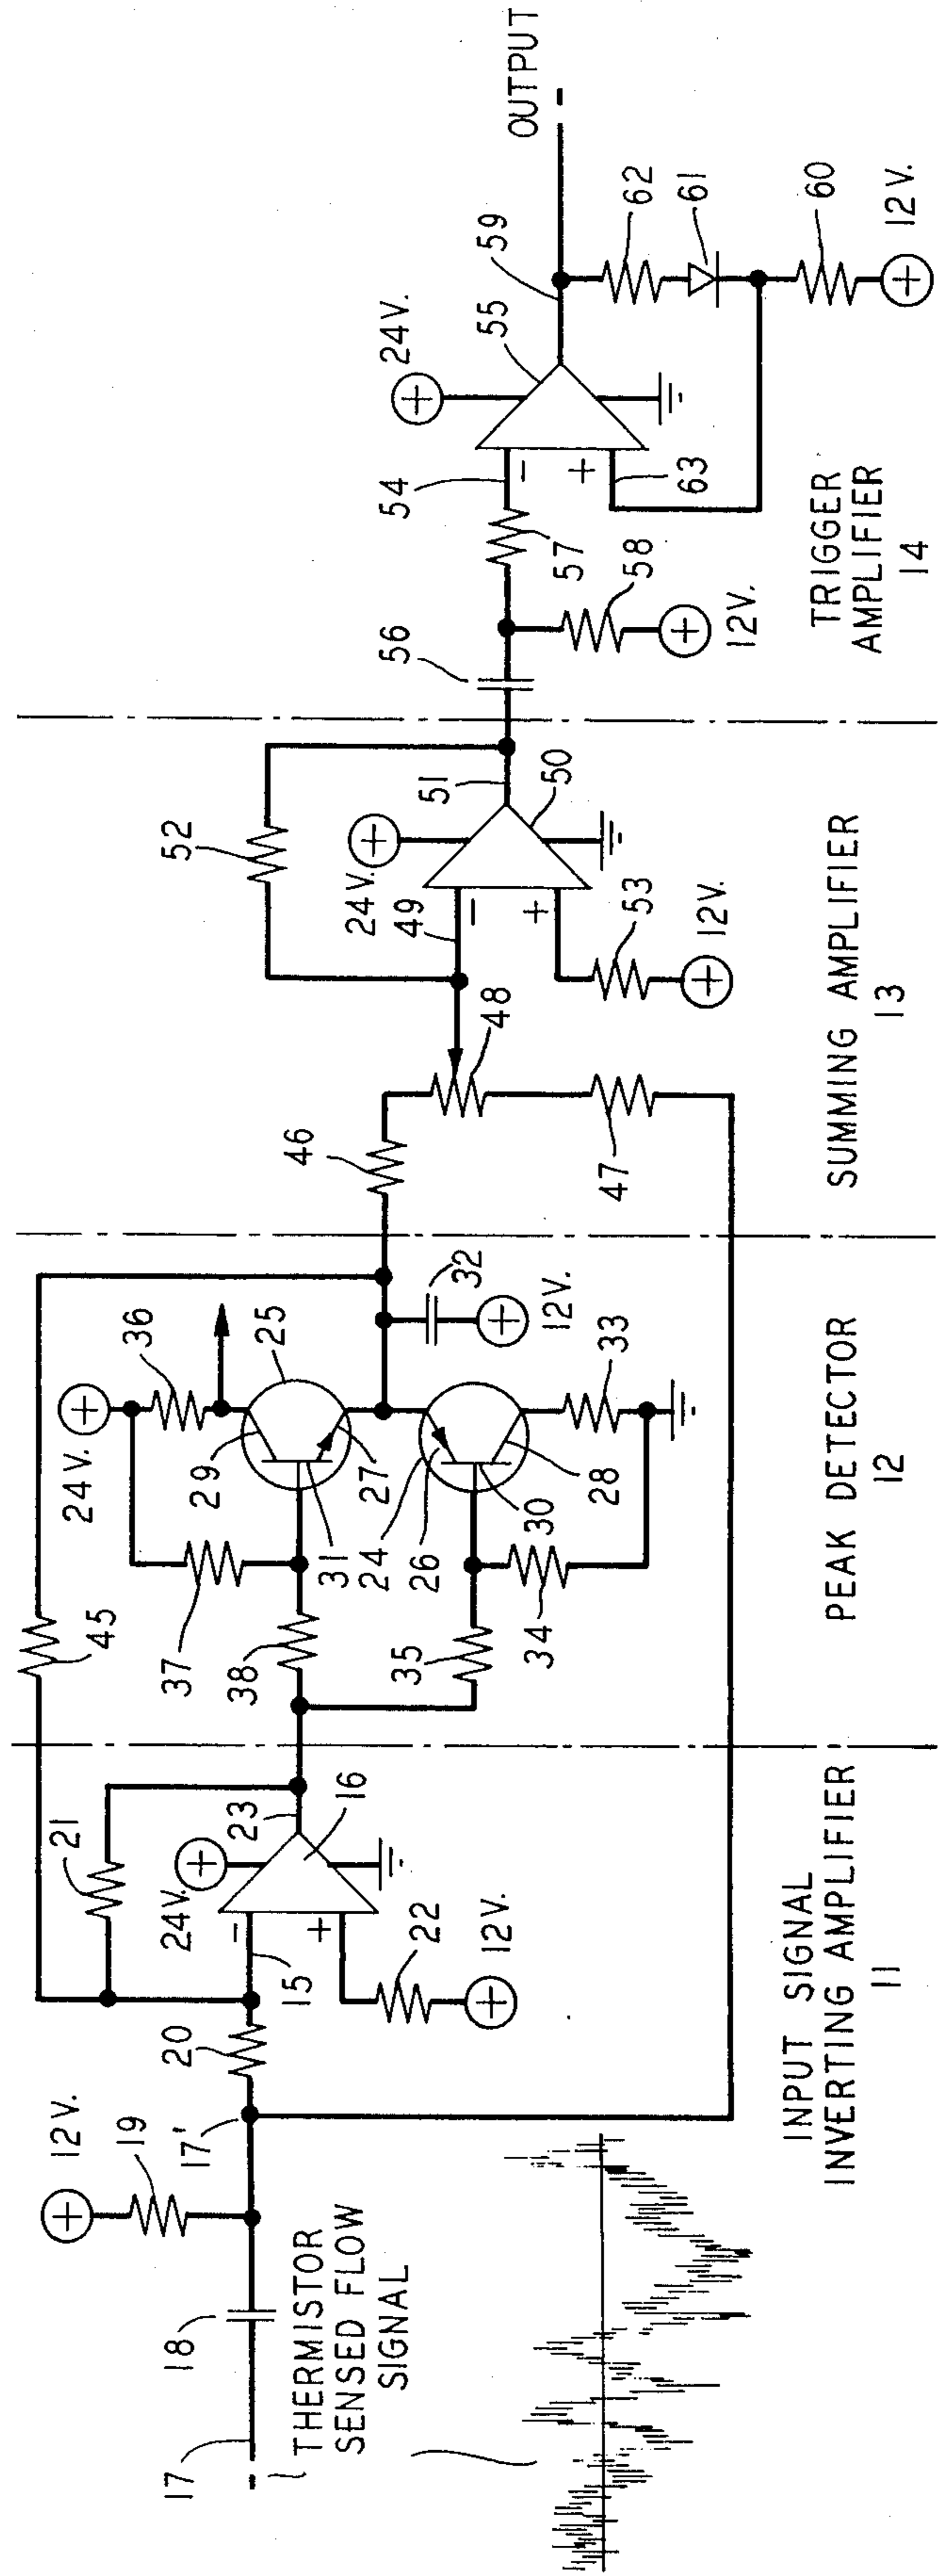 17
THERMISTOR
SENSED FLOW
SIGNAL
18
12V.
19
17'
20
21
24V.
15
−
+
22
12V.
23
16
INPUT SIGNAL
INVERTING AMPLIFIER
11
45
37
38
35
34
24V.
36
29
31
24
26
27
30
28
25
33
32
12V.
PEAK DETECTOR
12
46
47
48
52
24V.
49
−
+
53
12V.
51
50
SUMMING AMPLIFIER
13
56
57
58
12V.
54
−
+
63
24V.
55
59
62
61
60
12V.
OUTPUT
TRIGGER
AMPLIFIER
14